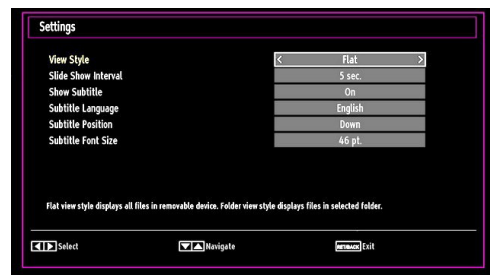 Settings
View Style < Flat >
Slide Show Interval 5 sec.
Show Subtitle On
Subtitle Language English
Subtitle Position Down
Subtitle Font Size 46 pt.
Flat view style displays all files in removable device. Folder view style displays files in selected folder.
Select Navigate RET/BACK Exit